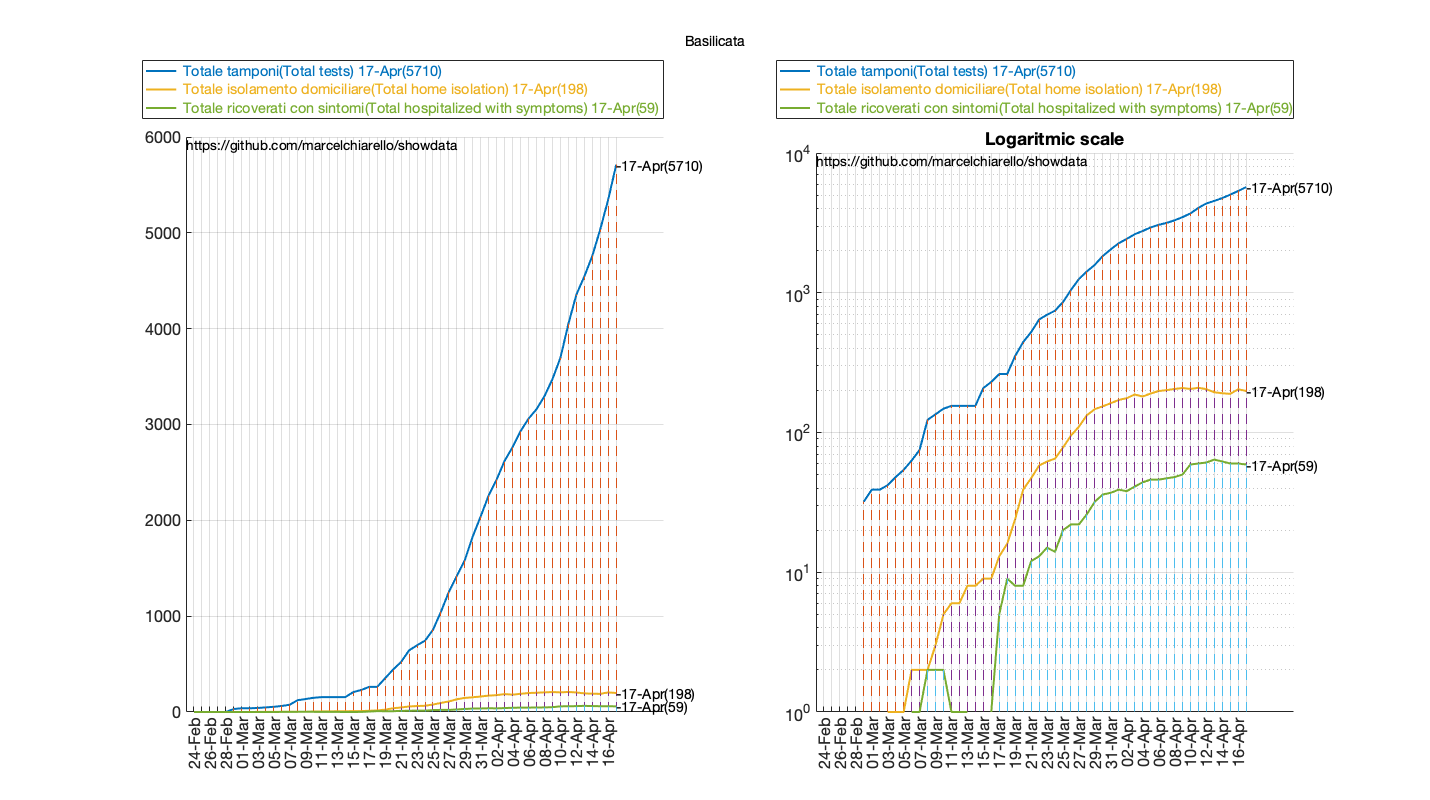 Basilicata
Totale tamponi(Total tests) 17-Apr(5710)
Totale isolamento domiciliare(Total home isolation) 17-Apr(198)
Totale ricoverati con sintomi(Total hospitalized with symptoms) 17-Apr(59)
https://github.com/marcelchiarello/showdata
6000
5000
4000
3000
2000
1000
0
17-Apr(5710)
17-Apr(198)
17-Apr(59)
24-Feb
26-Feb
28-Feb
01-Mar
03-Mar
05-Mar
07-Mar
09-Mar
11-Mar
13-Mar
15-Mar
17-Mar
19-Mar
21-Mar
23-Mar
25-Mar
27-Mar
29-Mar
31-Mar
02-Apr
04-Apr
06-Apr
08-Apr
10-Apr
12-Apr
14-Apr
16-Apr
Totale tamponi(Total tests) 17-Apr(5710)
Totale isolamento domiciliare(Total home isolation) 17-Apr(198)
Totale ricoverati con sintomi(Total hospitalized with symptoms) 17-Apr(59)
Logaritmic scale
https://github.com/marcelchiarello/showdata
10^4
10^3
10^2
10^1
10^0
17-Apr(5710)
17-Apr(198)
17-Apr(59)
24-Feb
26-Feb
28-Feb
01-Mar
03-Mar
05-Mar
07-Mar
09-Mar
11-Mar
13-Mar
15-Mar
17-Mar
19-Mar
21-Mar
23-Mar
25-Mar
27-Mar
29-Mar
31-Mar
02-Apr
04-Apr
06-Apr
08-Apr
10-Apr
12-Apr
14-Apr
16-Apr